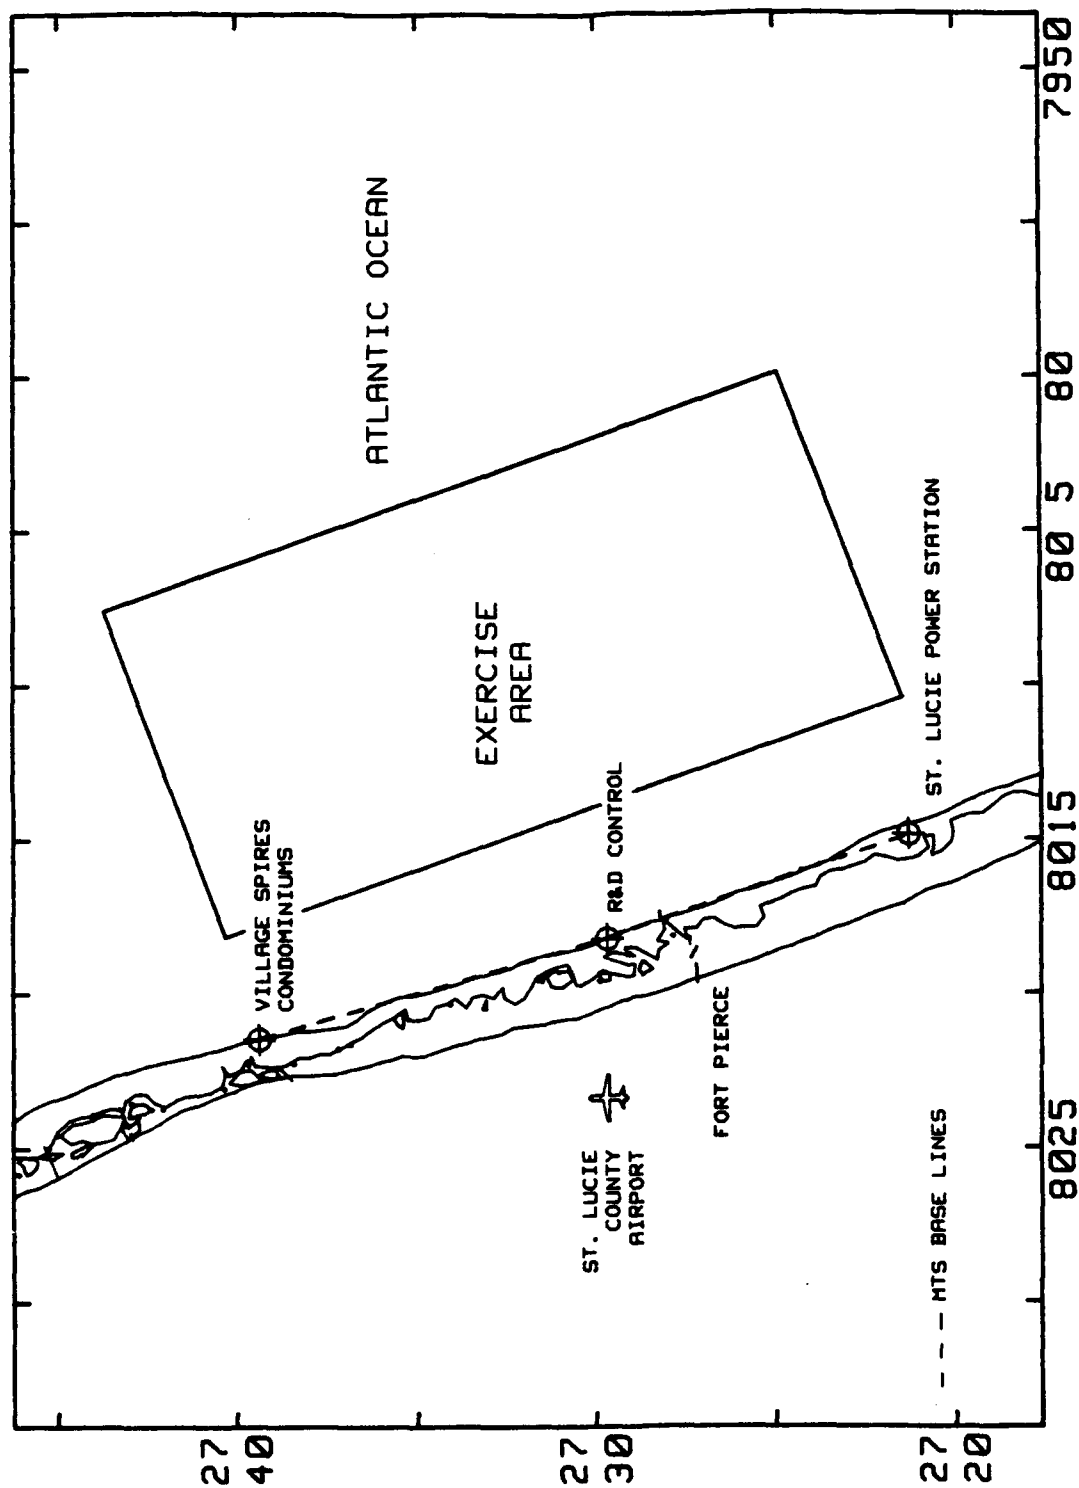 ATLANTIC OCEAN
EXERCISE
AREA
VILLAGE SPIRES
CONDOMINIUMS
R&D CONTROL
ST. LUCIE POWER STATION
ST. LUCIE
COUNTY
AIRPORT
FORT PIERCE
MTS BASE LINES
27
40
27
30
27
20
8025
8015
80 5
80
7950